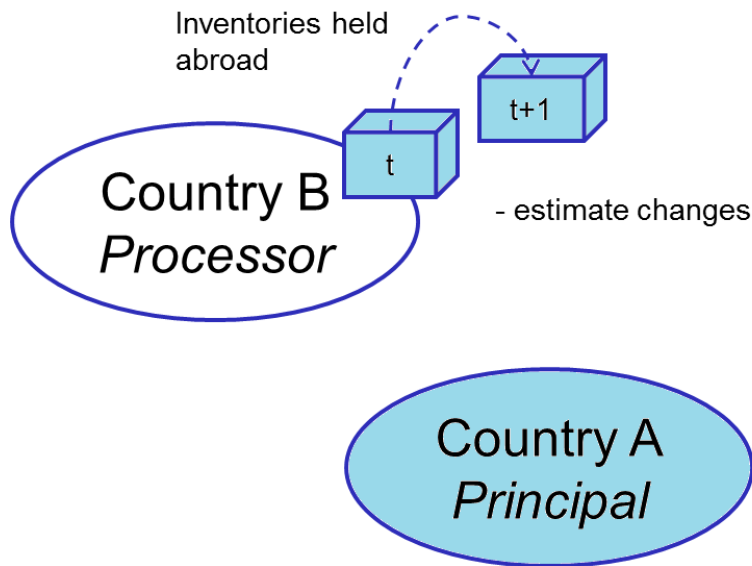 Inventories held
abroad
t+1
t
Country B
Processor
- estimate changes
Country A
Principal